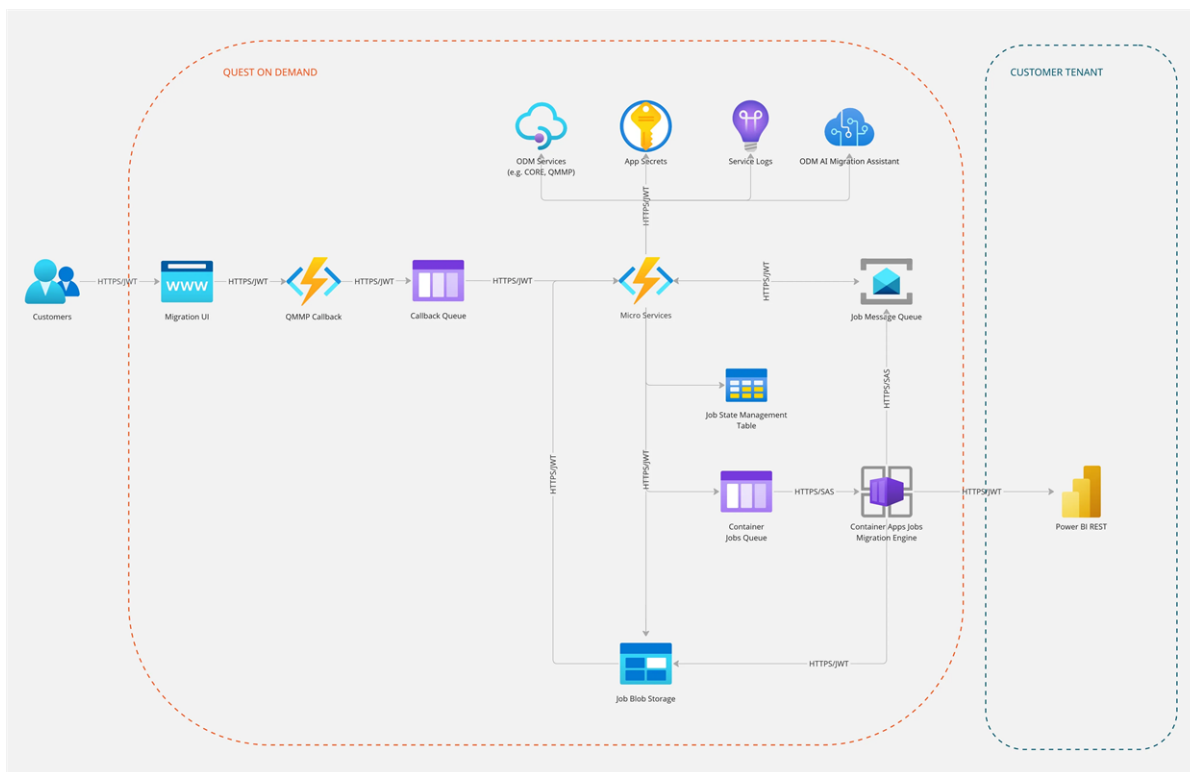 QUEST ON DEMAND
CUSTOMER TENANT
ODM Services
(e.g. CORE, QMMP)
App Secrets
Service Logs
ODM AI Migration Assistant
HTTPS/JWT
HTTPS/JWT
HTTPS/JWT
HTTPS/JWT
HTTPS/JWT
HTTPS/JWT
WWW
Customers
Migration UI
QMMP Callback
Callback Queue
Micro Services
Job Message Queue
HTTPS/SAS
Job State Management
Table
HTTPS/JWT
HTTPS/JWT
HTTPS/SAS
HTTPS/JWT
Container
Jobs Queue
Container Apps Jobs
Migration Engine
Power BI REST
HTTPS/JWT
Job Blob Storage